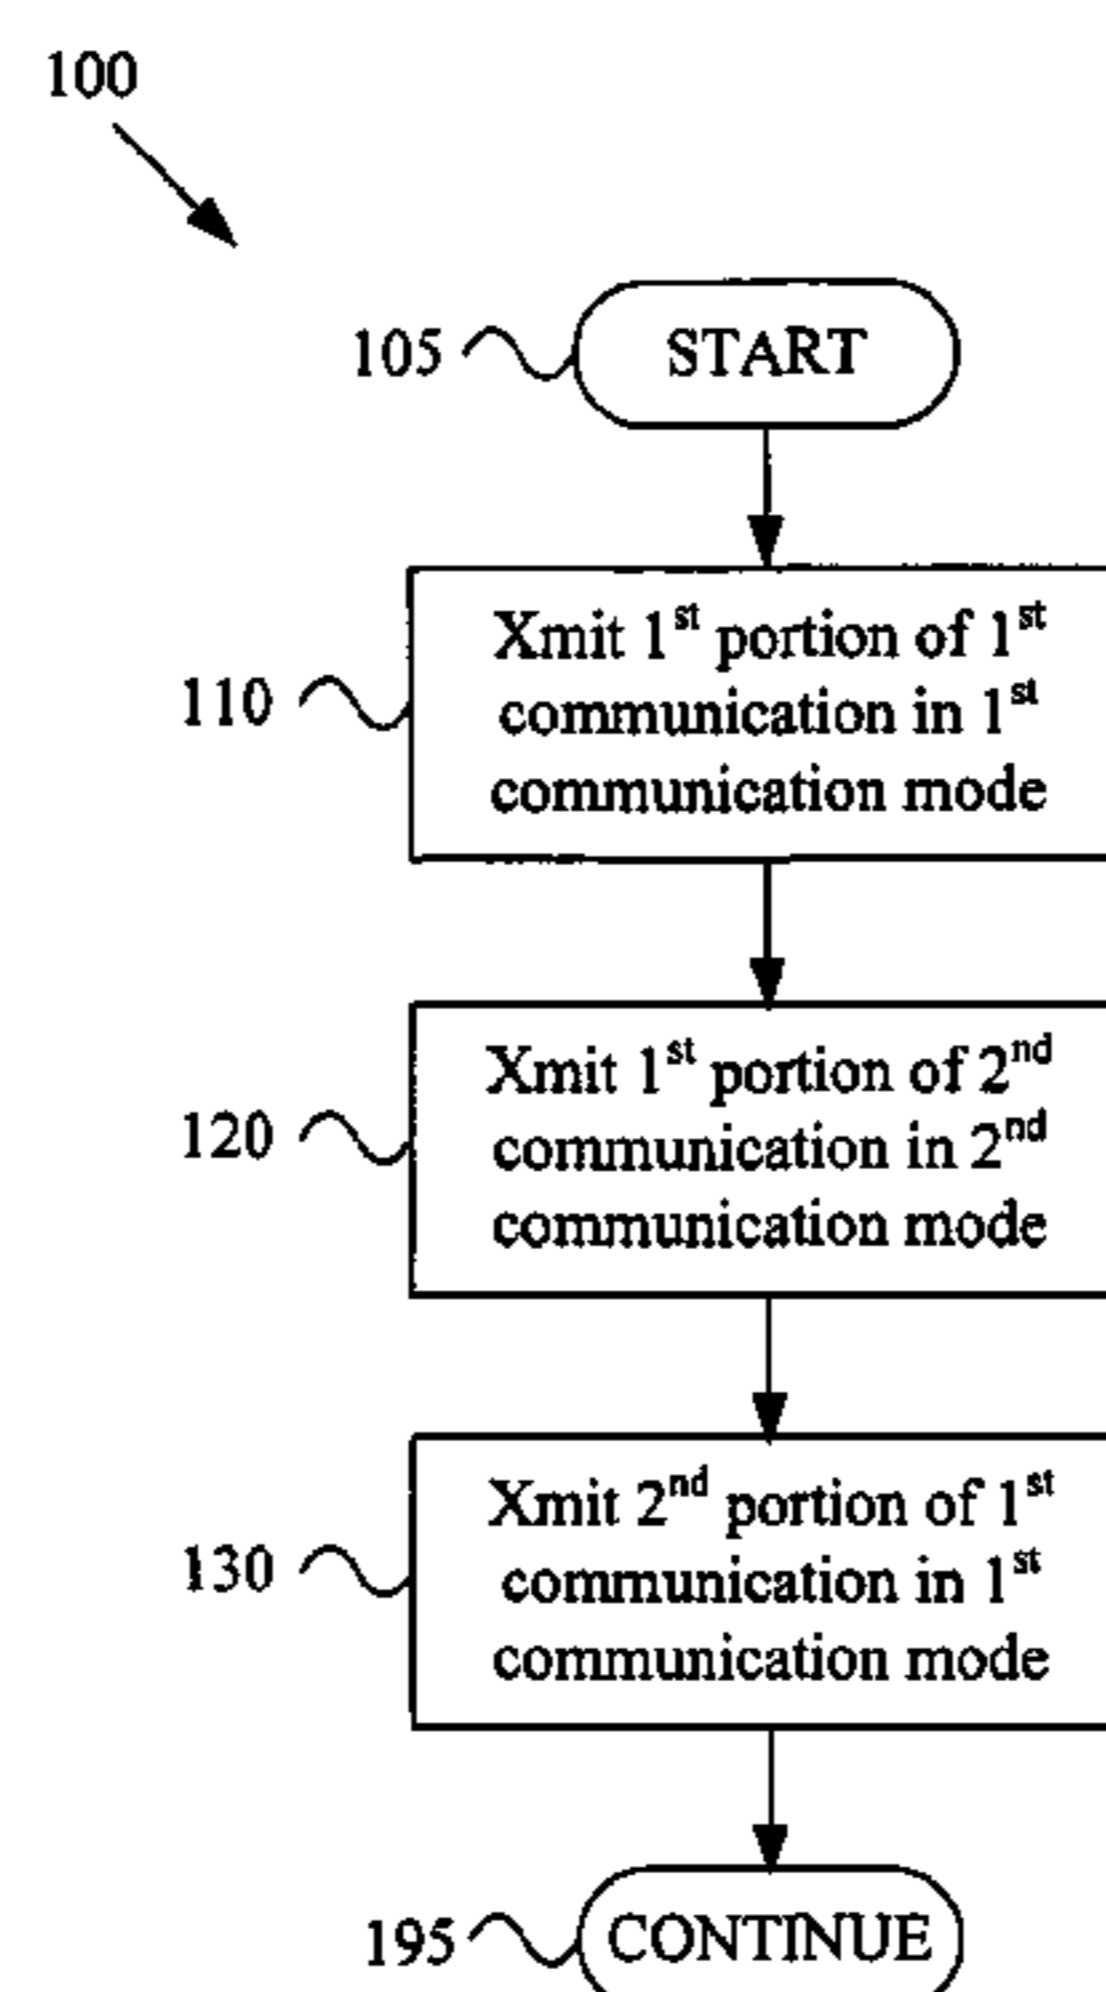 100
105 START
110
Xmit 1st portion of 1st
communication in 1st
communication mode
120
Xmit 1st portion of 2nd
communication in 2nd
communication mode
130
Xmit 2nd portion of 1st
communication in 1st
communication mode
195 CONTINUE